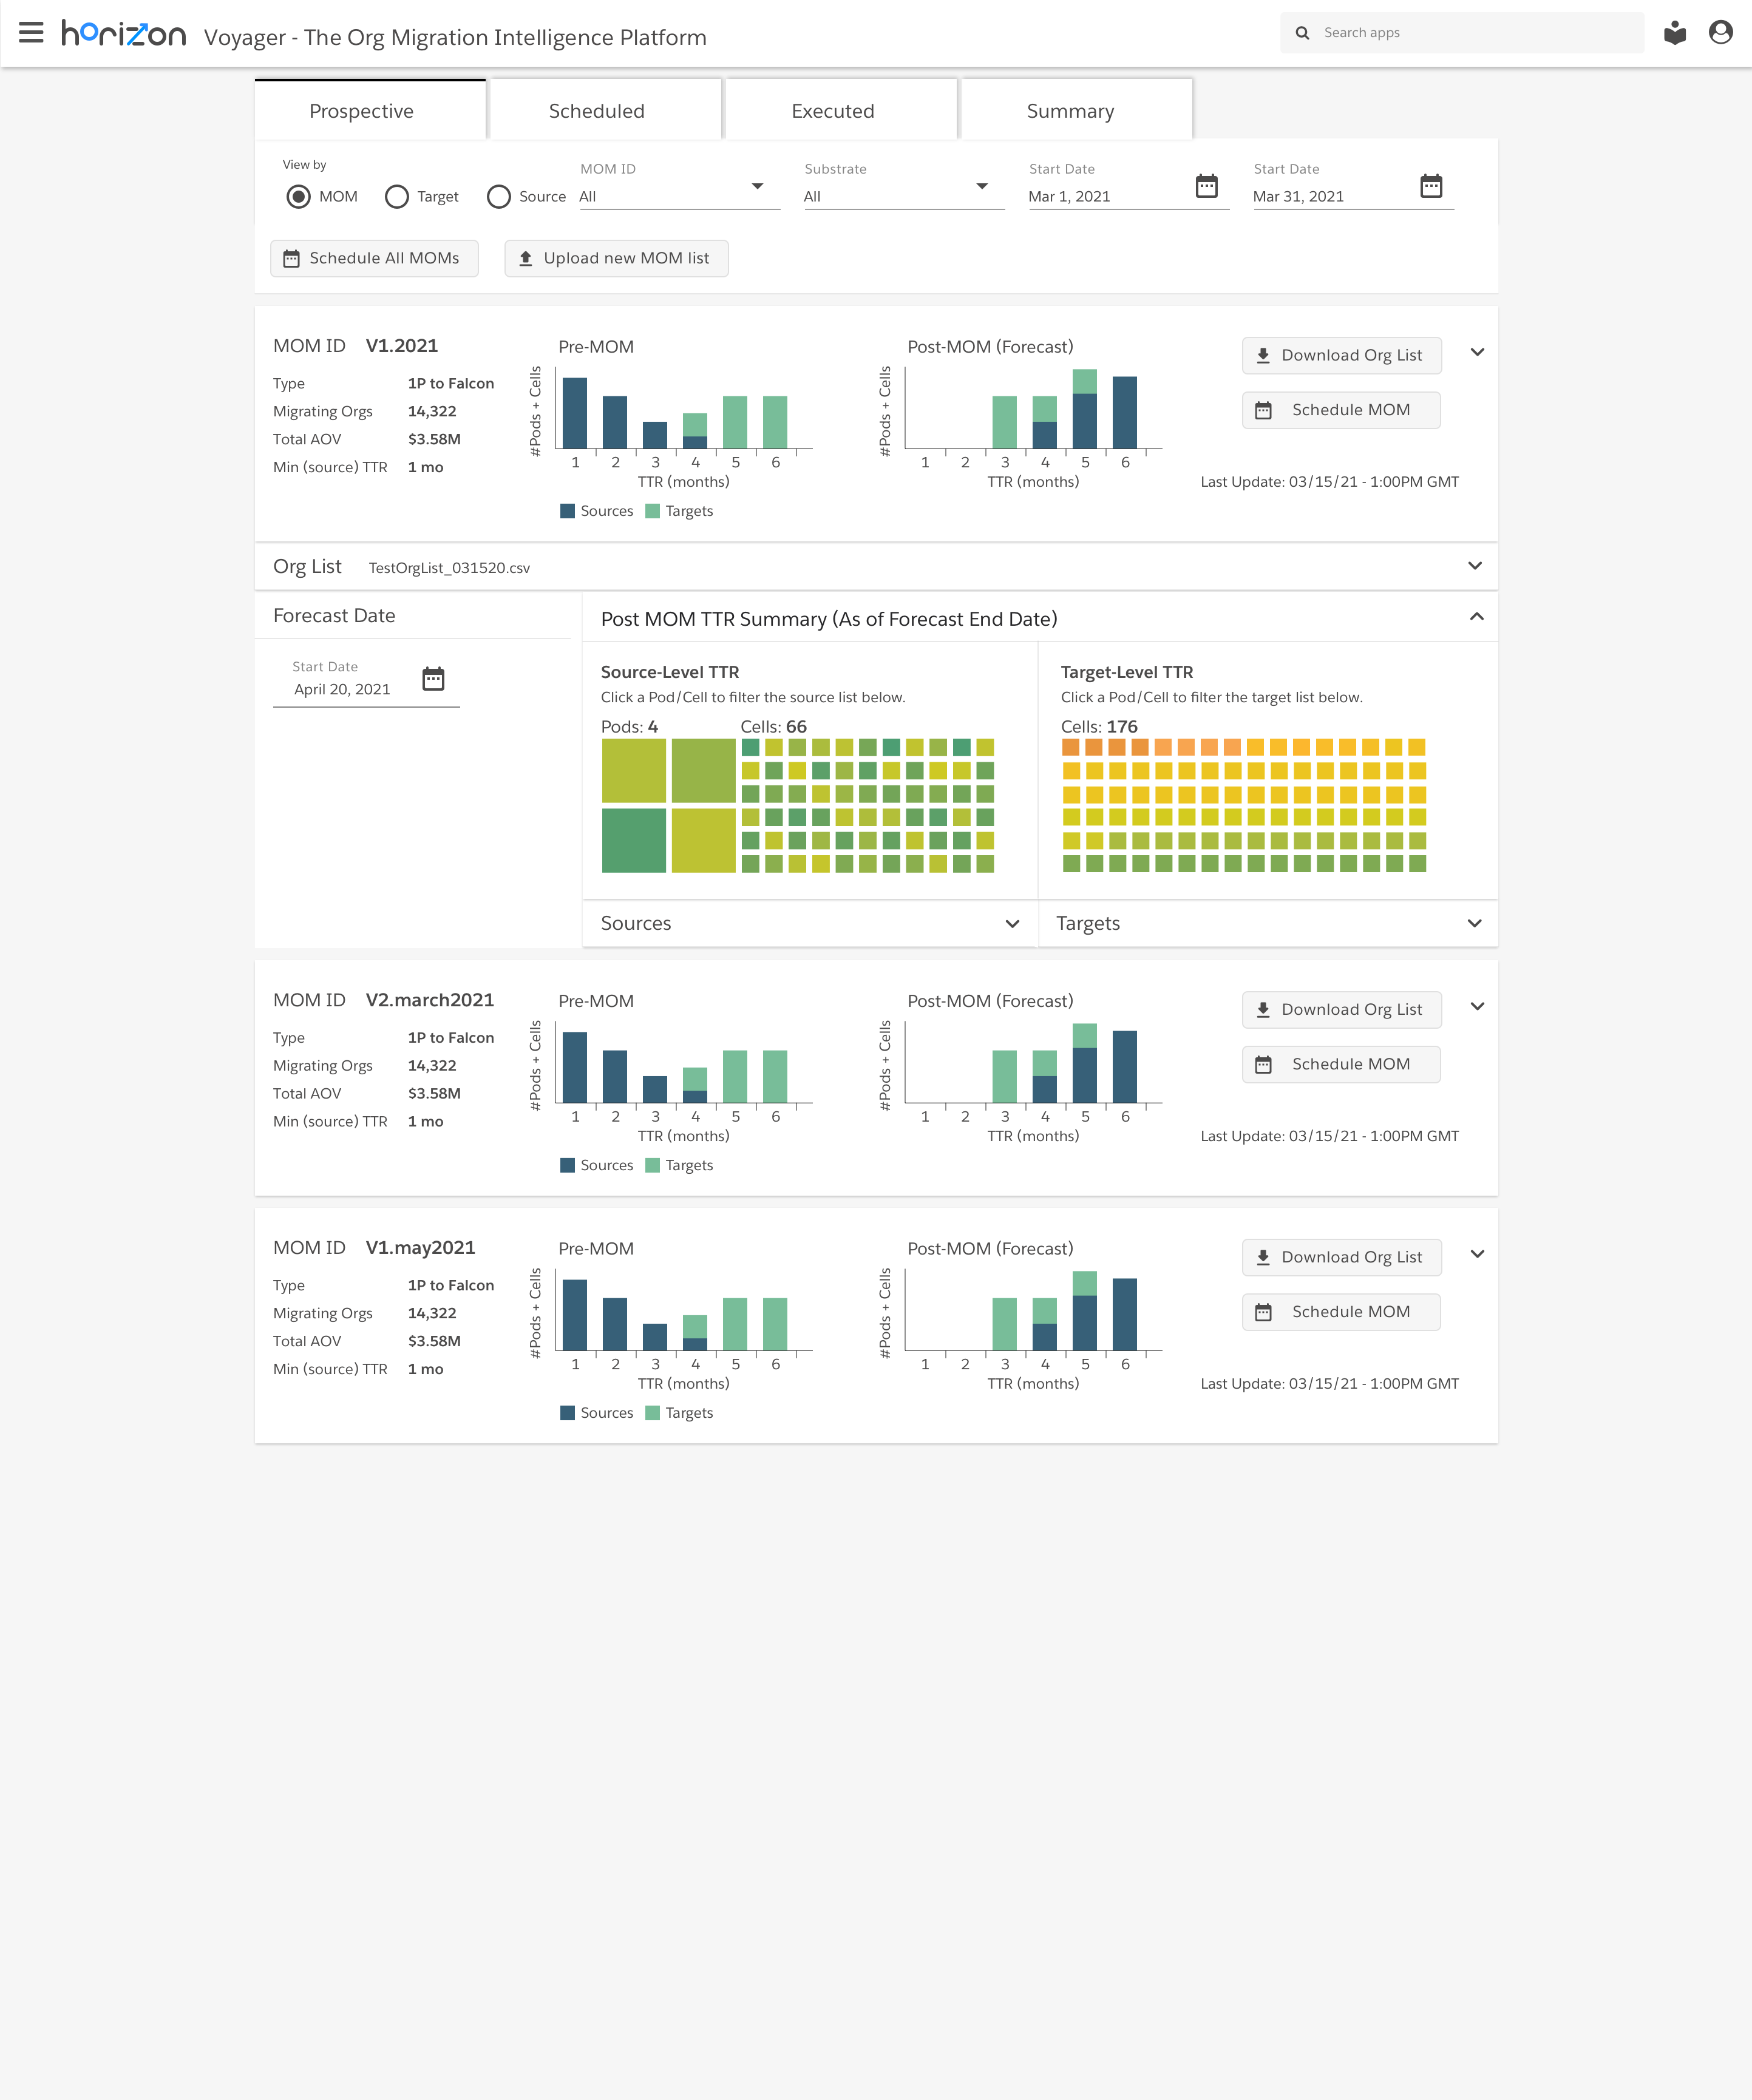 horizon Voyager - The Org Migration Intelligence Platform Search apps
Prospective Scheduled Executed Summary
View by MOM ID Substrate Start Date Start Date
MOM Target Source All All Mar 1, 2021 Mar 31, 2021
Schedule All MOMs Upload new MOM list
MOM ID V1.2021
Type 1P to Falcon
Migrating Orgs 14,322
Total AOV $3.58M
Min (source) TTR 1 mo
Pre-MOM
#Pods + Cells
1 2 3 4 5 6
TTR (months)
Sources Targets
Post-MOM (Forecast)
#Pods + Cells
1 2 3 4 5 6
TTR (months)
Download Org List
Schedule MOM
Last Update: 03/15/21 - 1:00PM GMT
Org List TestOrgList_031520.csv
Forecast Date
Start Date
April 20, 2021
Post MOM TTR Summary (As of Forecast End Date)
Source-Level TTR
Click a Pod/Cell to filter the source list below.
Pods: 4 Cells: 66
Target-Level TTR
Click a Pod/Cell to filter the target list below.
Cells: 176
Sources Targets
MOM ID V2.march2021
Type 1P to Falcon
Migrating Orgs 14,322
Total AOV $3.58M
Min (source) TTR 1 mo
Pre-MOM
#Pods + Cells
1 2 3 4 5 6
TTR (months)
Sources Targets
Post-MOM (Forecast)
#Pods + Cells
1 2 3 4 5 6
TTR (months)
Download Org List
Schedule MOM
Last Update: 03/15/21 - 1:00PM GMT
MOM ID V1.may2021
Type 1P to Falcon
Migrating Orgs 14,322
Total AOV $3.58M
Min (source) TTR 1 mo
Pre-MOM
#Pods + Cells
1 2 3 4 5 6
TTR (months)
Sources Targets
Post-MOM (Forecast)
#Pods + Cells
1 2 3 4 5 6
TTR (months)
Download Org List
Schedule MOM
Last Update: 03/15/21 - 1:00PM GMT